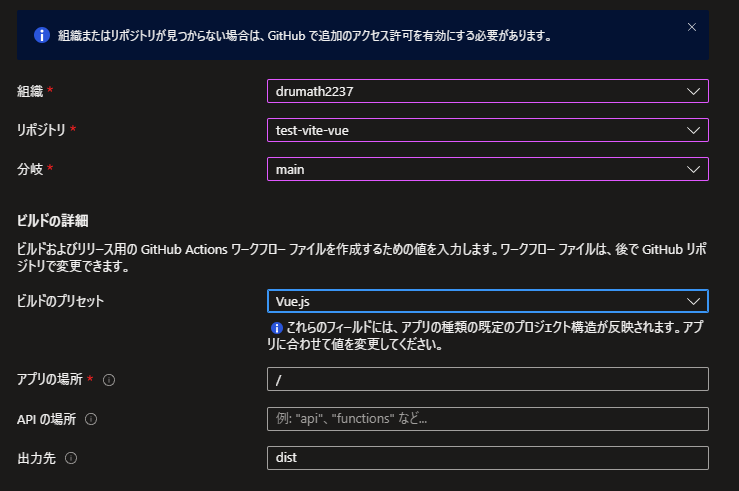 組織またはリポジトリが見つからない場合は、GitHub で追加のアクセス許可を有効にする必要があります。
組織 * drumath2237
リポジトリ * test-vite-vue
分岐 * main
ビルドの詳細
ビルドおよびリリース用の GitHub Actions ワークフロー ファイルを作成するための値を入力します。ワークフロー ファイルは、後で GitHub リポ
ジトリで変更できます。
ビルドのプリセット Vue.js
これらのフィールドには、アプリの種類の既定のプロジェクト構造が反映されます。アプ
リに合わせて値を変更してください。
アプリの場所 * /
API の場所 例: "api"、"functions" など...
出力先 dist